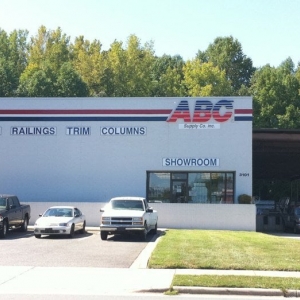 ABC
Supply Co. Inc.
RAILINGS TRIM COLUMNS
SHOWROOM